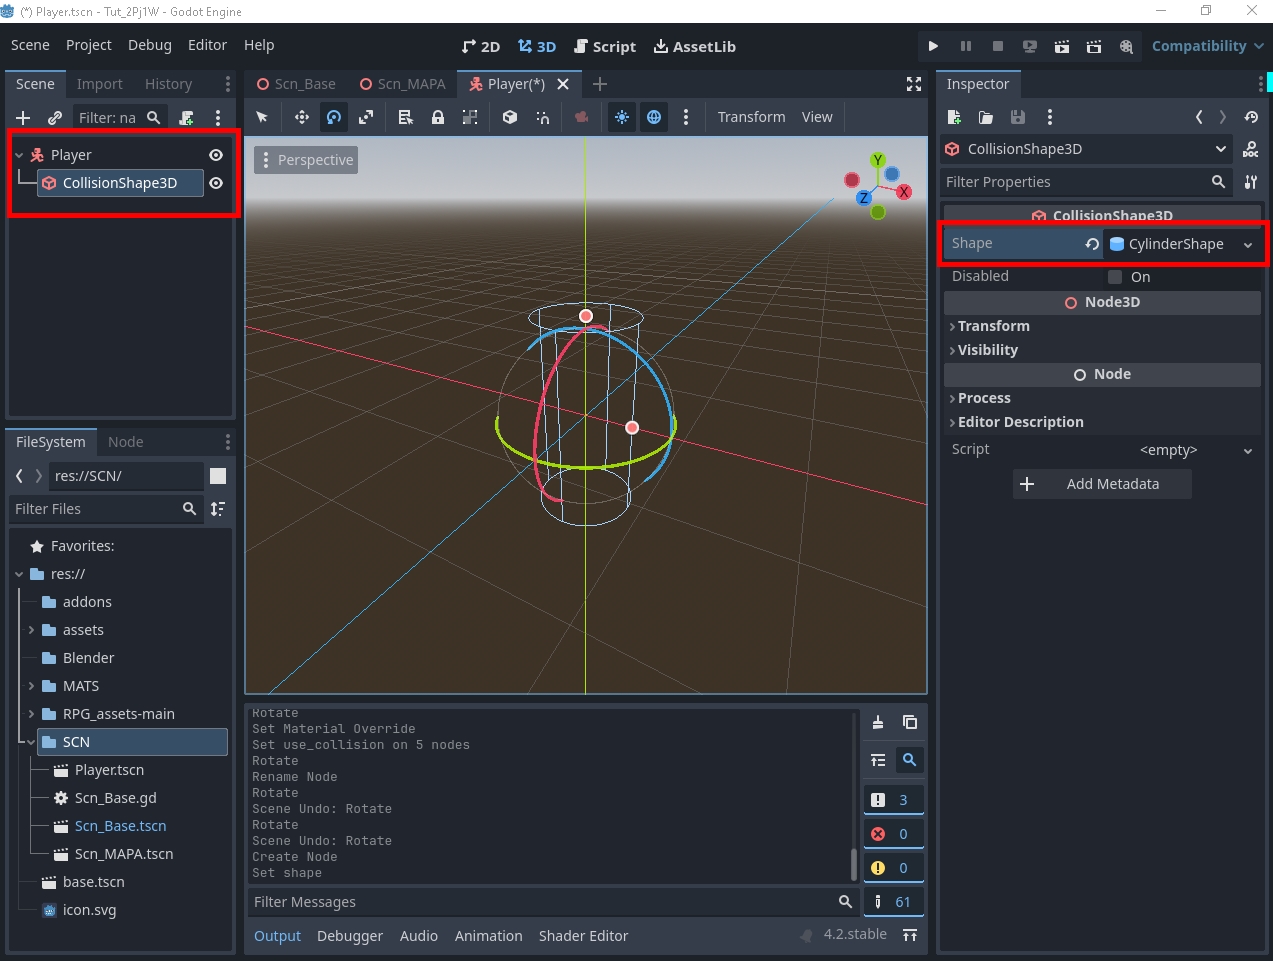 (*) Player.tscn - Tut_2Pj1W - Godot Engine
Scene Project Debug Editor Help
2D 3D Script AssetLib
Compatibility
Scene Import History
Filter: na
Player
CollisionShape3D
FileSystem Node
res://SCN/
Filter Files
Favorites:
res://
addons
assets
Blender
MATS
RPG_assets-main
SCN
Player.tscn
Scn_Base.gd
Scn_Base.tscn
Scn_MAPA.tscn
base.tscn
icon.svg
Scn_Base Scn_MAPA Player(*)
Transform View
Perspective
Y
X
Z
Rotate
Set Material Override
Set use_collision on 5 nodes
Rotate
Rename Node
Rotate
Scene Undo: Rotate
Rotate
Scene Undo: Rotate
Create Node
Set shape
3
0
0
61
Filter Messages
Output Debugger Audio Animation Shader Editor
4.2.stable
Inspector
CollisionShape3D
DOC
Filter Properties
CollisionShape3D
Shape CylinderShape
Disabled On
Node3D
Transform
Visibility
Node
Process
Editor Description
Script <empty>
Add Metadata